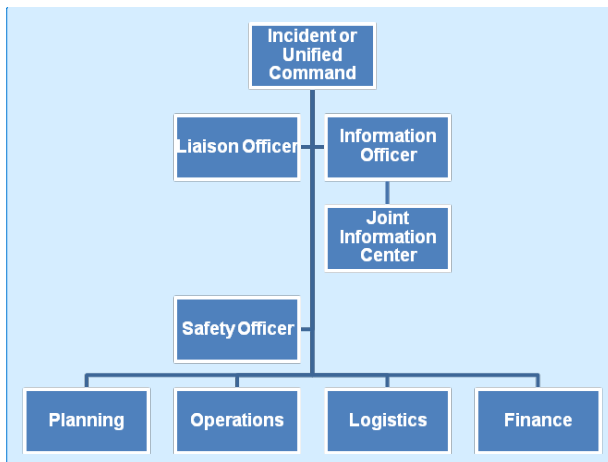 Incident or
Unified
Command
Liaison Officer
Information
Officer
Joint
Information
Center
Safety Officer
Planning
Operations
Logistics
Finance